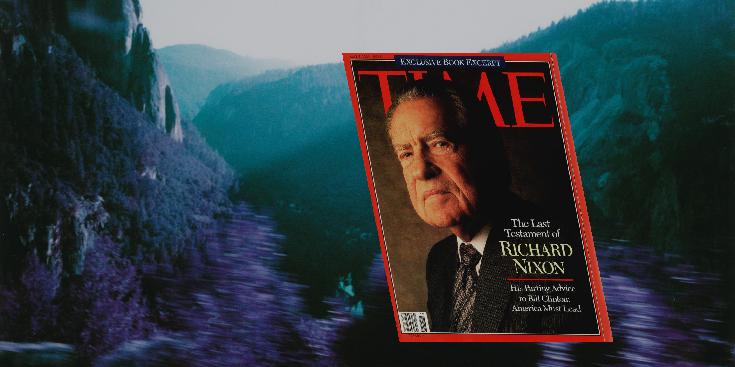 EXCLUSIVE BOOK EXCERPT
TIME
The Last
Testament of
RICHARD
NIXON
His Parting Advice
to Bill Clinton:
America Must Lead